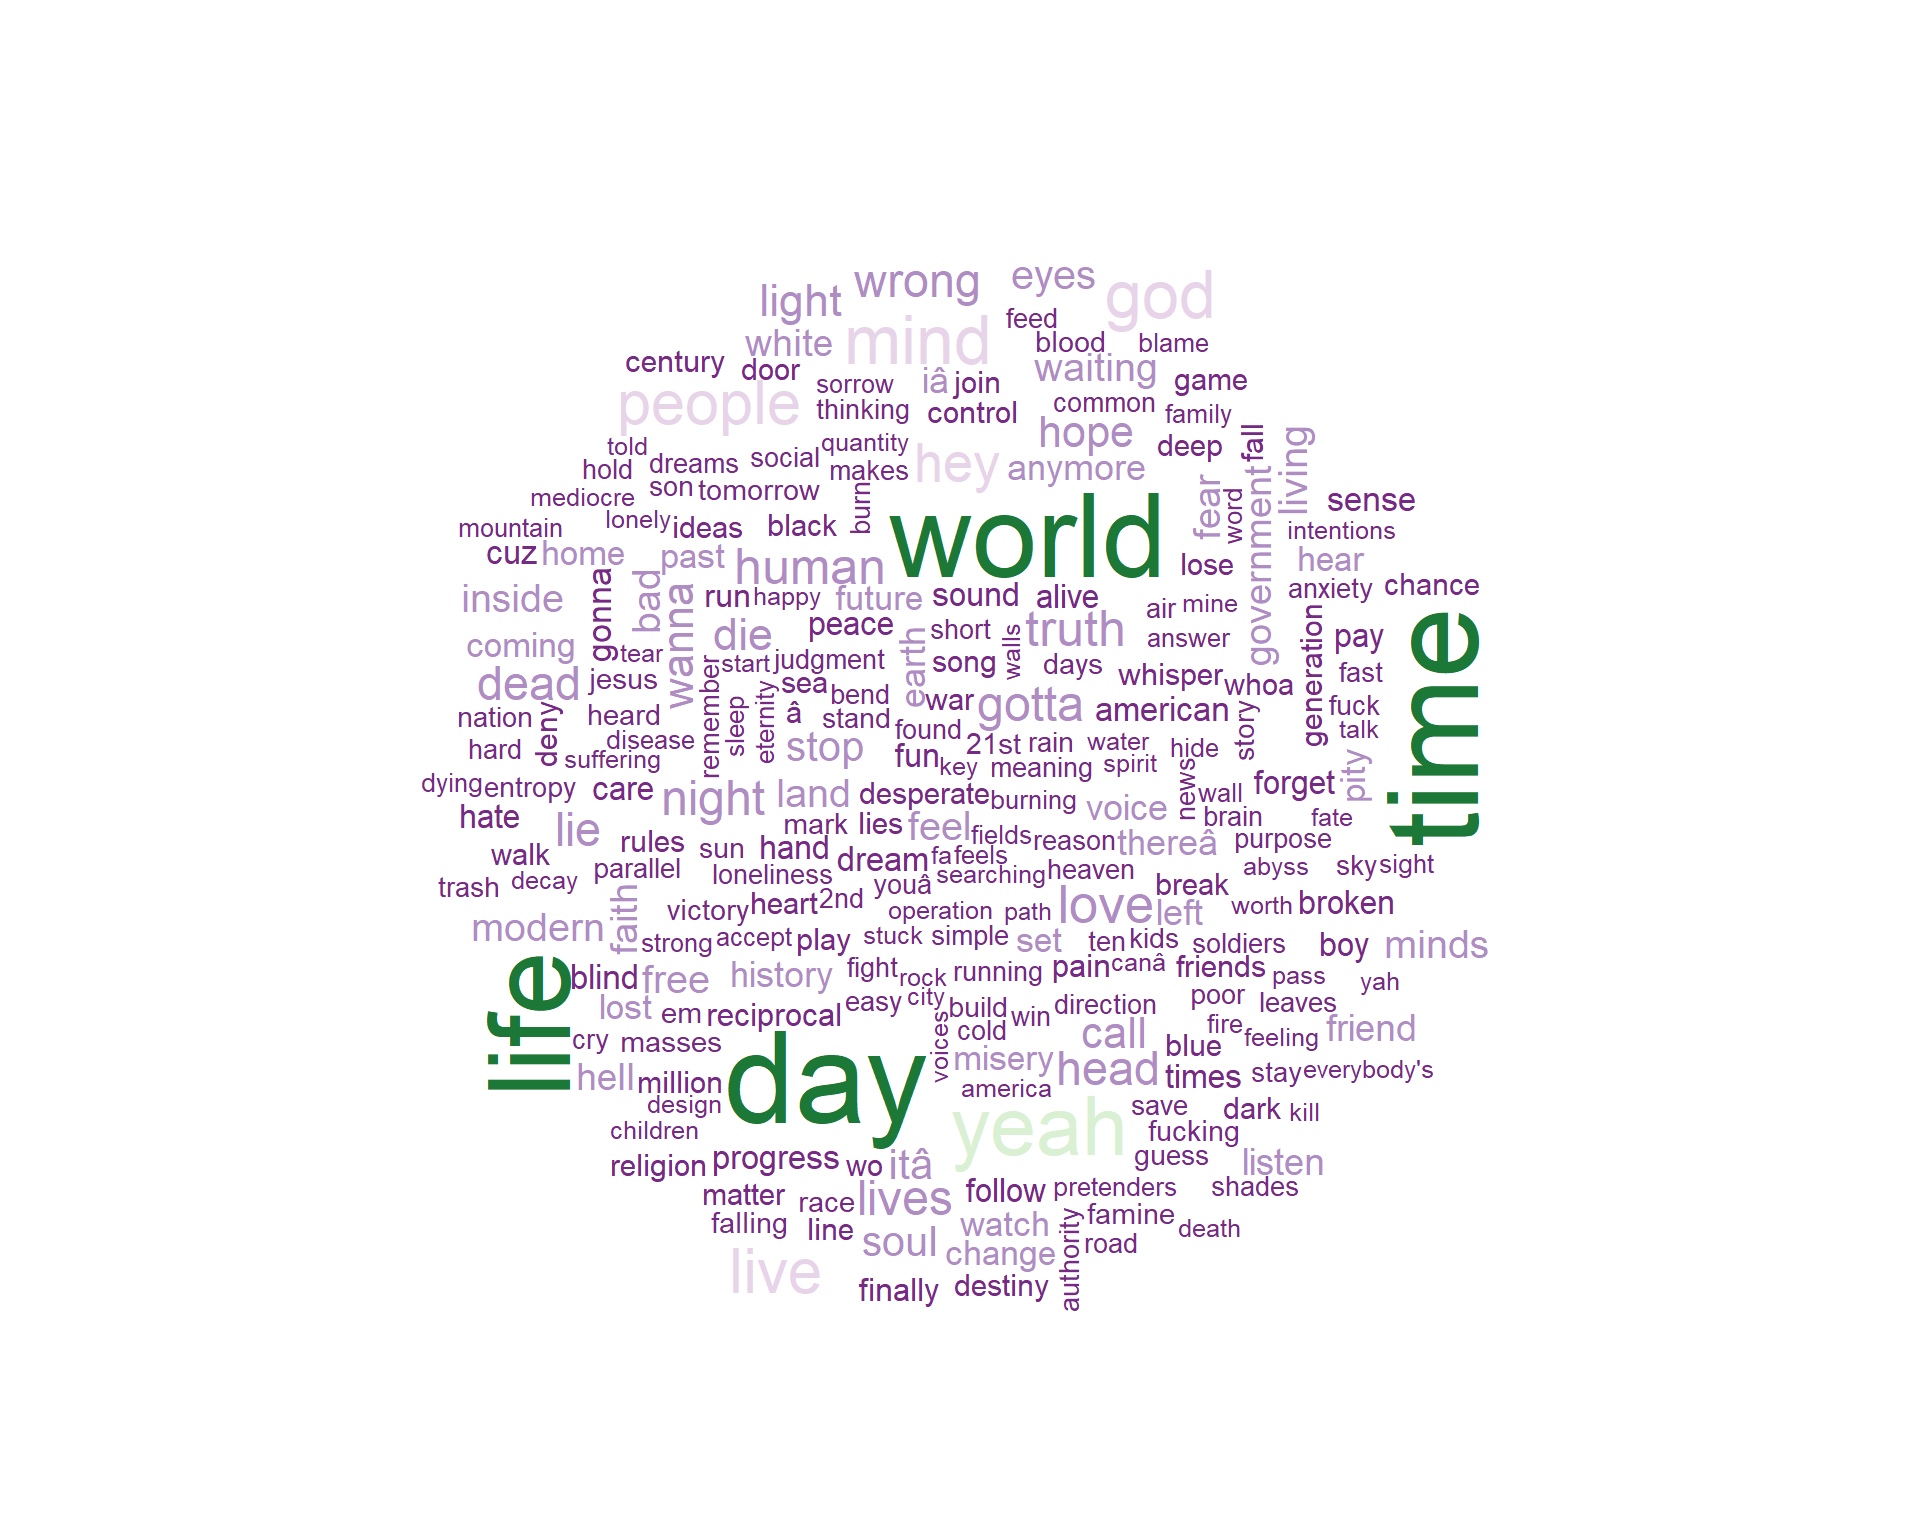 eyes
god
wrong
light
feed
mind
white
blood
blame
century
door
waiting
sorrow
iâ
join
game
people
thinking
control
common
family
hope
told
quantity
deep
fall
living
hold
dreams
social
makes
hey
anymore
mediocre
son
tomorrow
burn
fear
word
government
sense
mountain
lonely
ideas
black
world
intentions
cuz
home
past
human
lose
hear
inside
gonna
bad
wanna
run
happy
future
sound
alive
air
mine
anxiety
chance
coming
die
peace
short
truth
answer
pay
time
tear
start
judgment
earth
song
walls
days
whisper
generation
fast
dead
jesus
remember
sea
bend
war
gotta
american
whoa
fuck
nation
heard
sleep
eternity
â
stand
found
story
talk
hard
deny
disease
suffering
stop
fun
21st
rain
water
hide
key
meaning
spirit
pity
dying
entropy
care
night
land
desperate
burning
voice
news
wall
forget
hate
lie
rules
mark
lies
feel
fields
reason
thereâ
brain
fate
purpose
walk
sun
hand
dream
fa
feels
parallel
trash
decay
loneliness
youâ
searching
heaven
abyss
sky
sight
break
victory
heart
2nd
operation
path
love
left
worth
broken
modern
faith
strong
accept
play
stuck
simple
set
ten
kids
soldiers
boy
minds
life
blind
free
history
fight
rock
running
pain
canâ
friends
pass
yah
lost
em
reciprocal
easy
city
build
win
direction
poor
leaves
cry
masses
voices
cold
call
blue
fire
feeling
friend
hell
million
day
misery
head
times
stay
everybody's
design
america
yeah
save
dark
kill
children
fucking
religion
progress
wo
itâ
guess
listen
matter
race
lives
follow
pretenders
shades
falling
line
soul
watch
authority
famine
death
live
change
road
finally
destiny